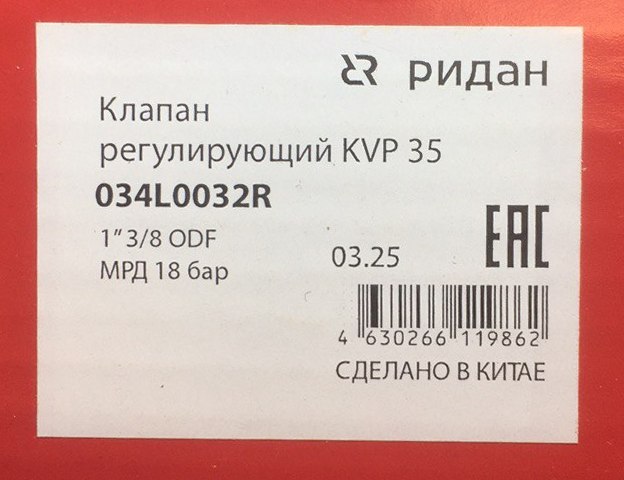 ридан
Клапан
регулирующий KVP 35
034L0032R
1” 3/8 ODF
МРД 18 бар
03.25
EAC
4 630266 119862
СДЕЛАНО В КИТАЕ